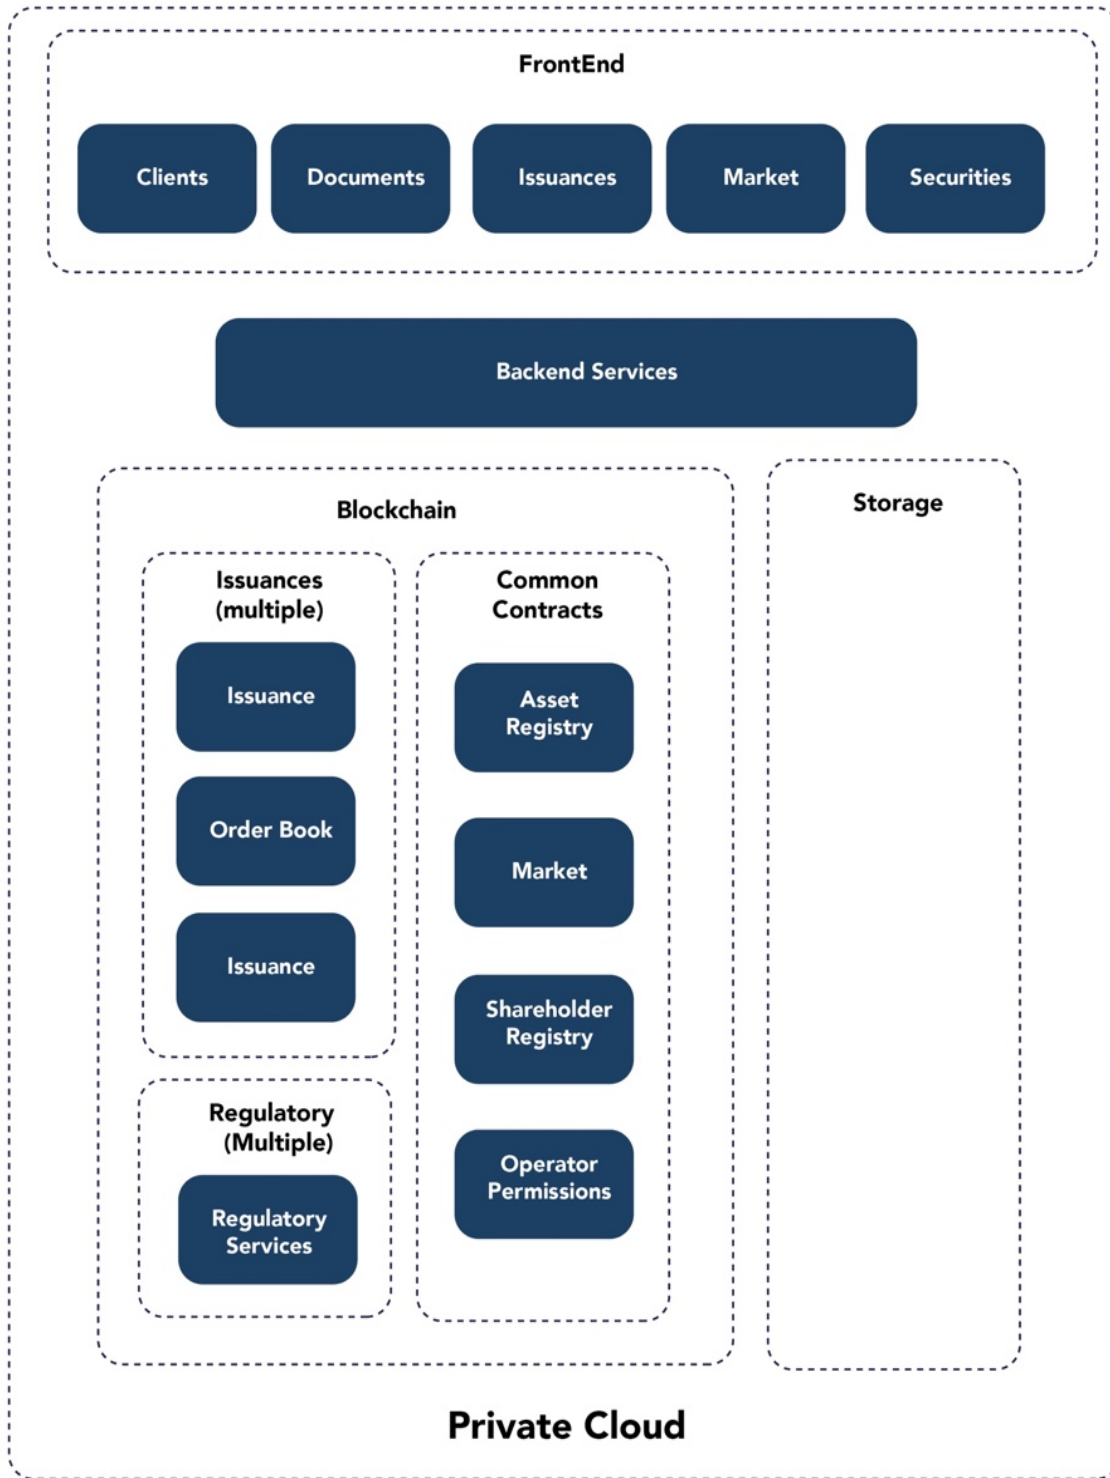 FrontEnd
Clients
Documents
Issuances
Market
Securities
Backend Services
Blockchain
Issuances
(multiple)
Issuance
Order Book
Issuance
Regulatory
(Multiple)
Regulatory
Services
Common
Contracts
Asset
Registry
Market
Shareholder
Registry
Operator
Permissions
Storage
Private Cloud